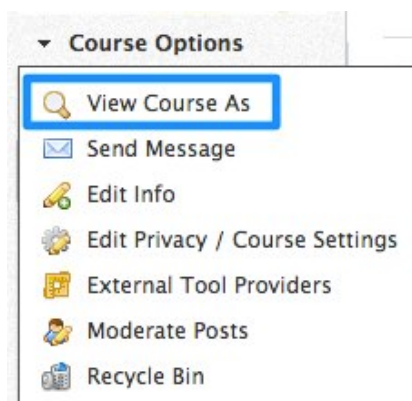 Course Options
View Course As
Send Message
Edit Info
Edit Privacy / Course Settings
External Tool Providers
Moderate Posts
Recycle Bin